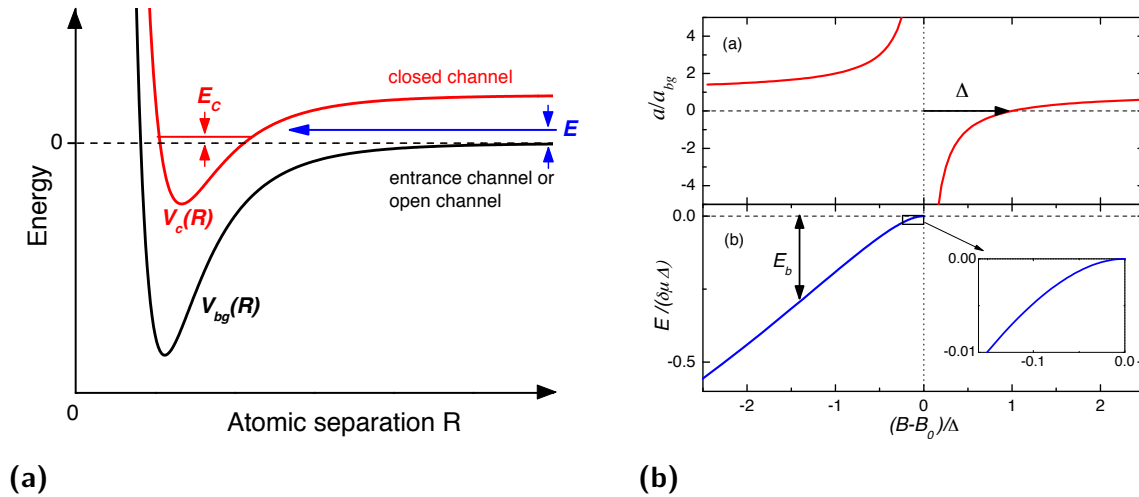 Energy
0
E_c
closed channel
E
entrance channel or
open channel
V_c(R)
V_bg(R)
0
Atomic separation R
(a)
(a)
a/a_bg
4
2
0
-2
-4
Δ
(b)
E/(δμ Δ)
0.0
-0.5
E_b
0.00
-0.01
-0.1
0.0
-2
-1
0
1
2
(B-B_0)/Δ
(b)